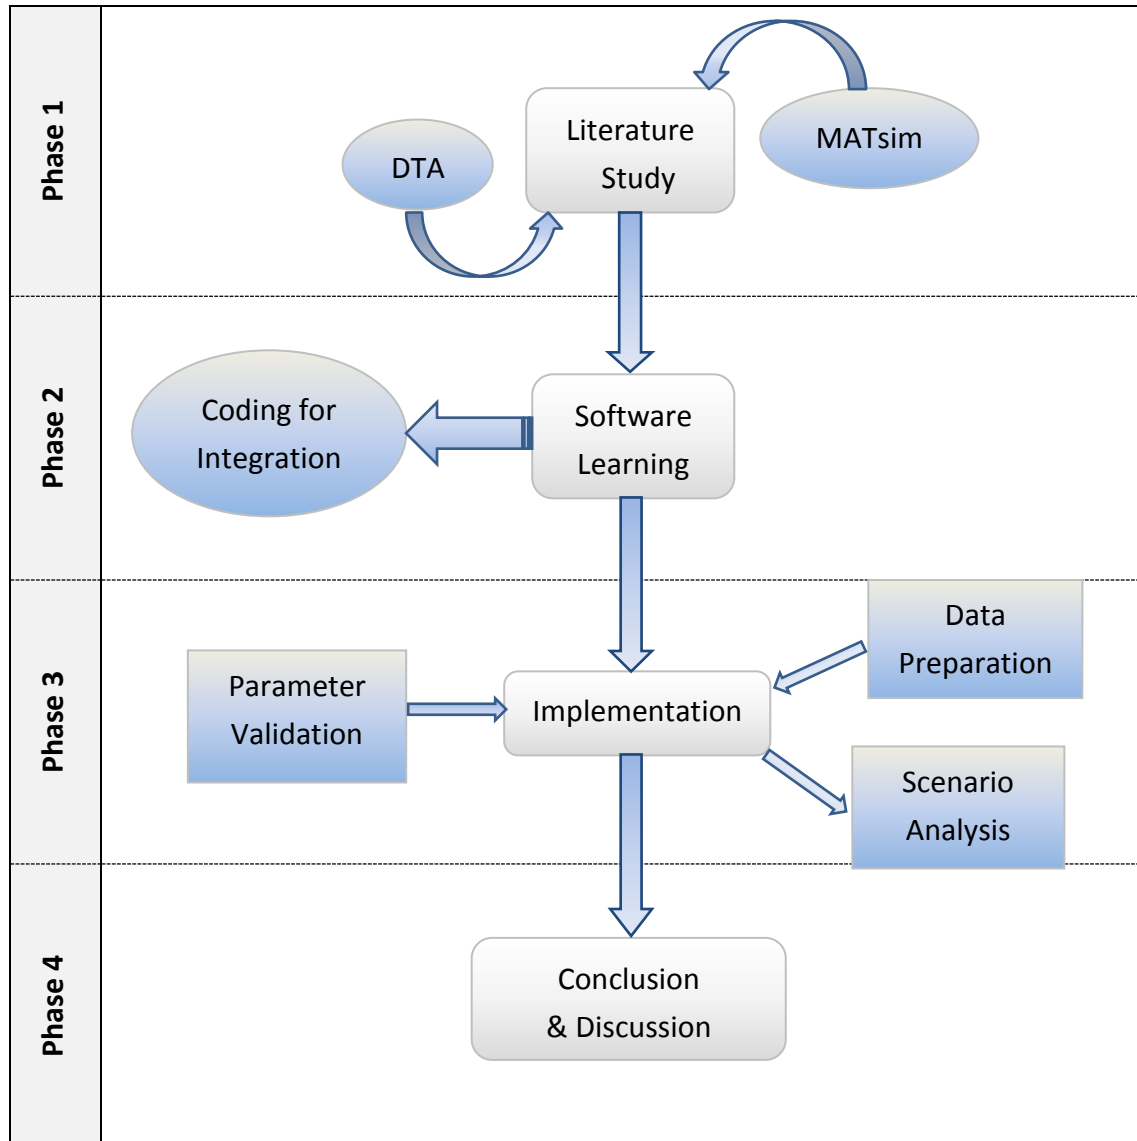 Phase 1
Literature
Study
MATsim
DTA
Phase 2
Coding for
Integration
Software
Learning
Phase 3
Data
Preparation
Parameter
Validation
Implementation
Scenario
Analysis
Phase 4
Conclusion
& Discussion